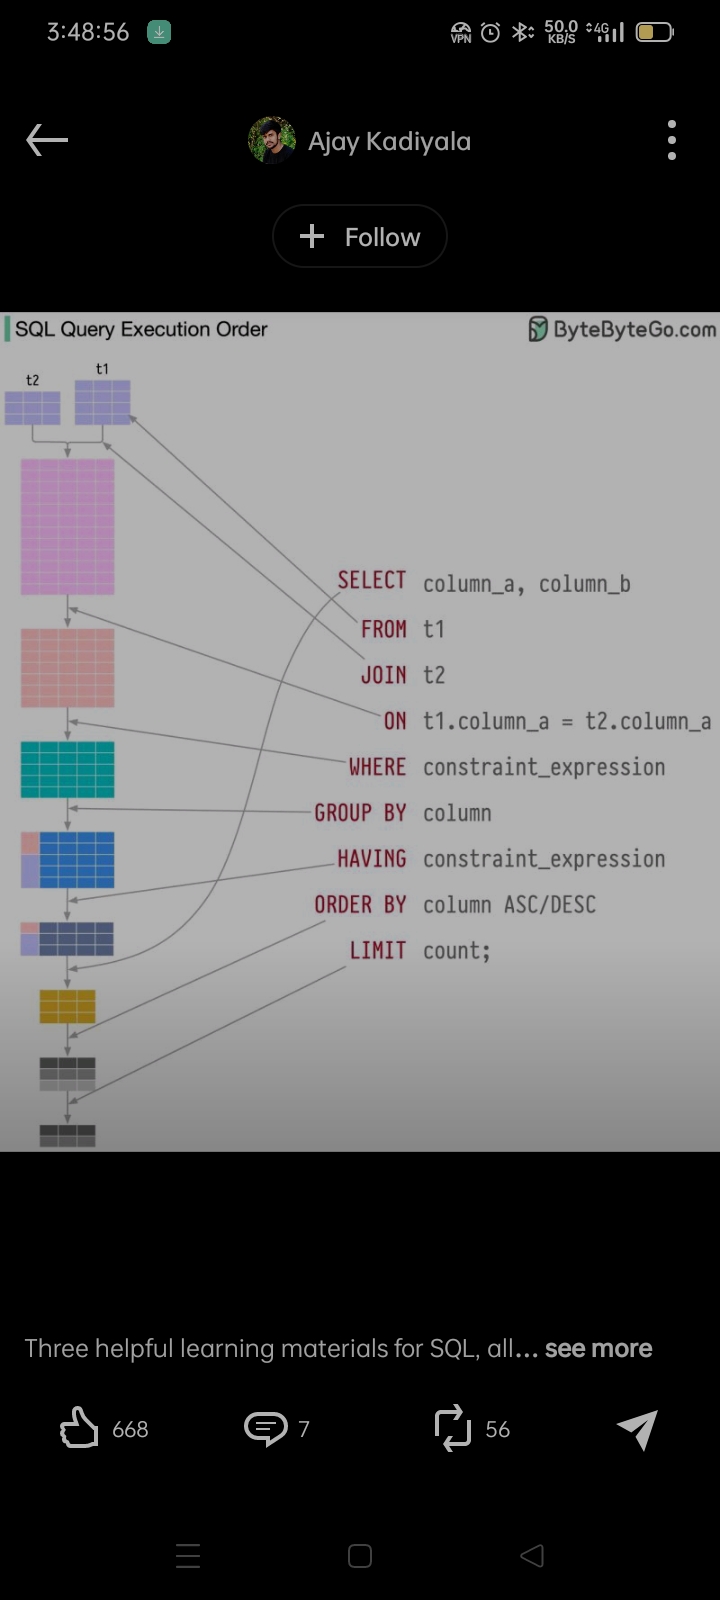 3:48:56
VPN 50.0 KB/S 4G
Ajay Kadiyala
+ Follow
SQL Query Execution Order
ByteByteGo.com
t2
t1
SELECT column_a, column_b
FROM t1
JOIN t2
ON t1.column_a = t2.column_a
WHERE constraint_expression
GROUP BY column
HAVING constraint_expression
ORDER BY column ASC/DESC
LIMIT count;
Three helpful learning materials for SQL, all... see more
668
7
56